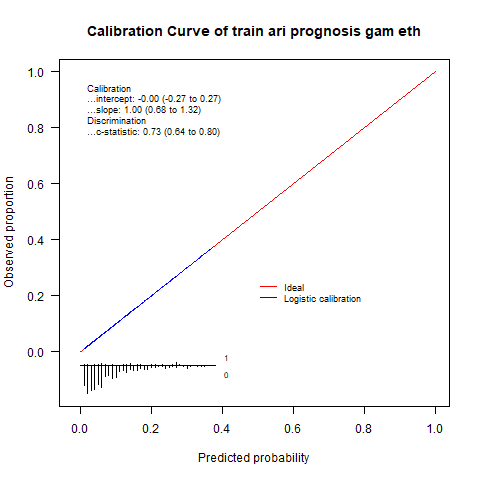 Calibration Curve of train ari prognosis gam eth
Calibration
...intercept: -0.00 (-0.27 to 0.27)
...slope: 1.00 (0.68 to 1.32)
Discrimination
...c-statistic: 0.73 (0.64 to 0.80)
Observed proportion
1.0
0.8
0.6
0.4
0.2
0.0
Ideal
Logistic calibration
1
0
0.0 0.2 0.4 0.6 0.8 1.0
Predicted probability